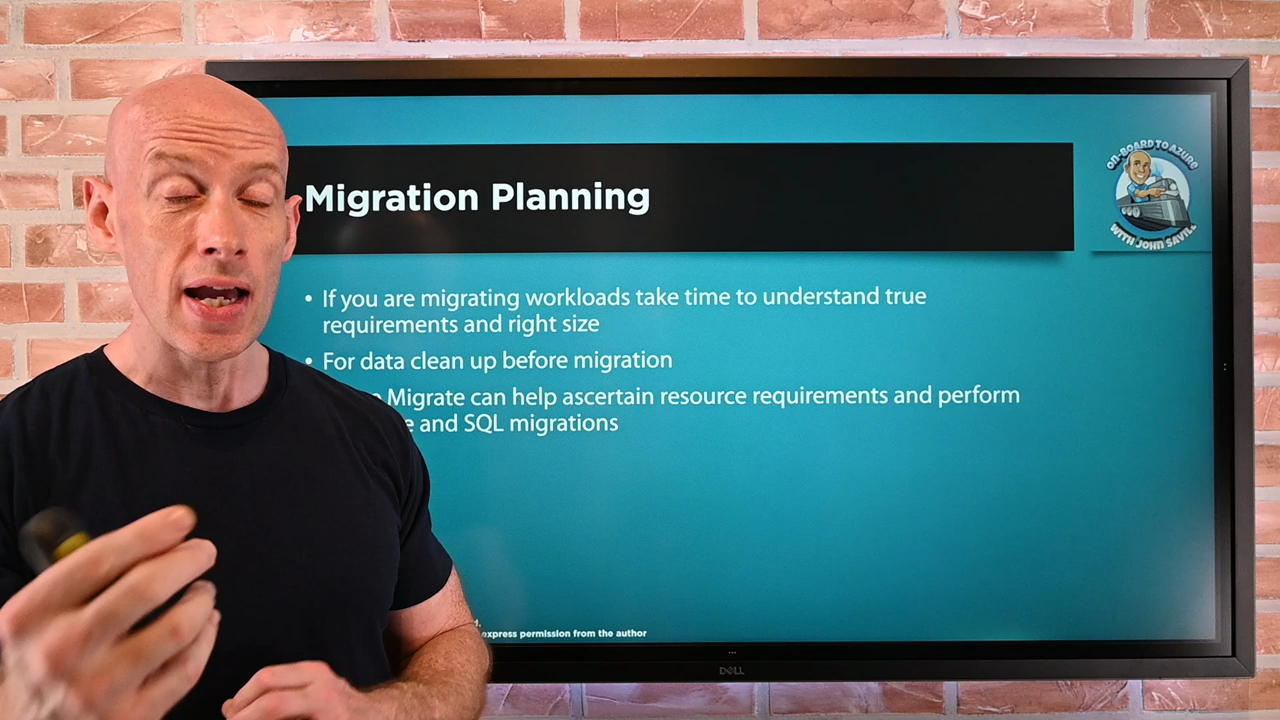 Migration Planning
ON-BOARD TO AZURE
WITH JOHN SAVILL
• If you are migrating workloads take time to understand true
requirements and right size
• For data clean up before migration
Migrate can help ascertain resource requirements and perform
and SQL migrations
express permission from the author
DELL